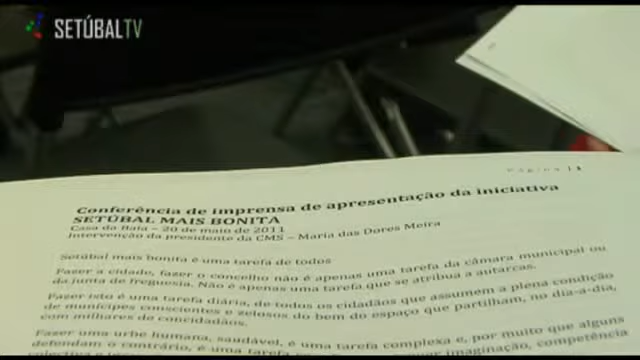 SETÚBALTV
Página | 1
Conferência de imprensa de apresentação da iniciativa
SETÚBAL MAIS BONITA
Casa da Baía – 20 de maio de 2011
Intervenção da presidente da CMS – Maria das Dores Meira
Setúbal mais bonita é uma tarefa de todos
Fazer a cidade, fazer o concelho não é apenas uma tarefa da câmara municipal ou
da junta de freguesia. Não é apenas uma tarefa que se atribua a autarcas.
Fazer isto é uma tarefa diária, de todos os cidadãos que assumem a plena condição
de munícipes conscientes e zelosos do bem do espaço que partilham, no dia-a-dia,
com milhares de concidadãos.
Fazer uma urbe humana, saudável, é uma tarefa complexa e, por muito que alguns
defendam o contrário, é uma tarefa imaginação, competência